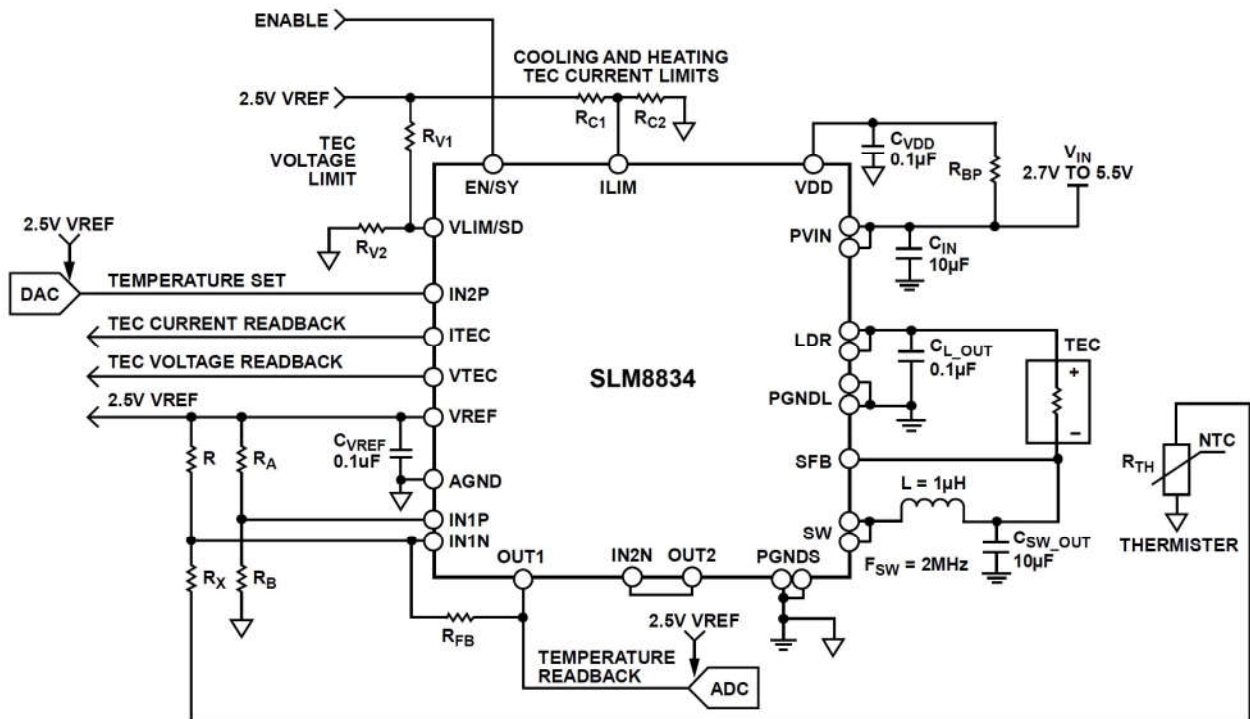 ENABLE
COOLING AND HEATING
TEC CURRENT LIMITS
2.5V VREF
RC1
RC2
RV1
TEC
VOLTAGE
LIMIT
CVDD
0.1µF
RBP
VIN
2.7V TO 5.5V
EN/SY
ILIM
VDD
2.5V VREF
VLIM/SD
RV2
PVIN
CIN
10µF
DAC
TEMPERATURE SET
IN2P
TEC CURRENT READBACK
ITEC
LDR
CL_OUT
0.1µF
TEC
+
−
TEC VOLTAGE READBACK
VTEC
SLM8834
PGNDL
2.5V VREF
VREF
R
RA
CVREF
0.1uF
SFB
RTH
NTC
AGND
L = 1µH
IN1P
IN1N
SW
CSW_OUT
10µF
THERMISTER
RX
RB
OUT1
IN2N
OUT2
PGNDS
FSW = 2MHz
RFB
2.5V VREF
TEMPERATURE
READBACK
ADC